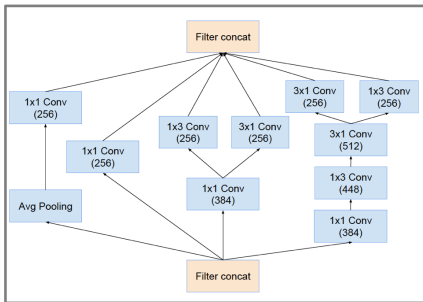 Filter concat
1x1 Conv
(256)
1x1 Conv
(256)
1x3 Conv
(256)
3x1 Conv
(256)
3x1 Conv
(256)
1x3 Conv
(256)
3x1 Conv
(512)
1x3 Conv
(448)
1x1 Conv
(384)
1x1 Conv
(384)
Avg Pooling
Filter concat